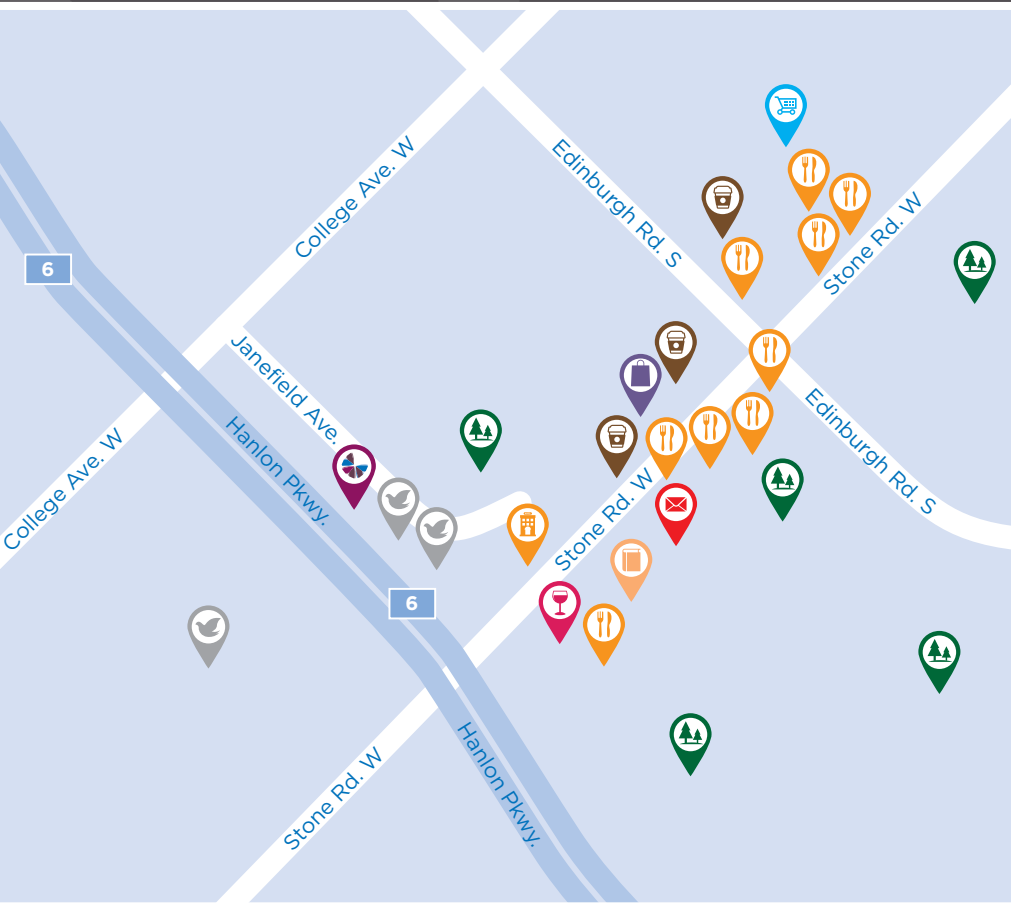 College Ave. W
Edinburgh Rd. S
Stone Rd. W
6
Janefield Ave.
Hanlon Pkwy.
College Ave. W
Edinburgh Rd. S
Stone Rd. W
6
Hanlon Pkwy.
Stone Rd. W